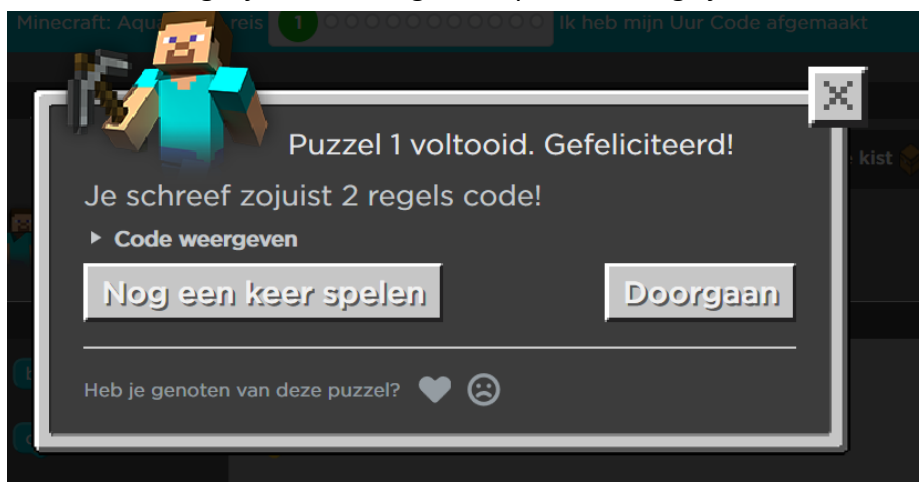 Minecraft: Aqua reis 1 Ik heb mijn Uur Code afgemaakt
Puzzel 1 voltooid. Gefeliciteerd!
kist
Je schreef zojuist 2 regels code!
Code weergeven
Nog een keer spelen
Doorgaan
Heb je genoten van deze puzzel?